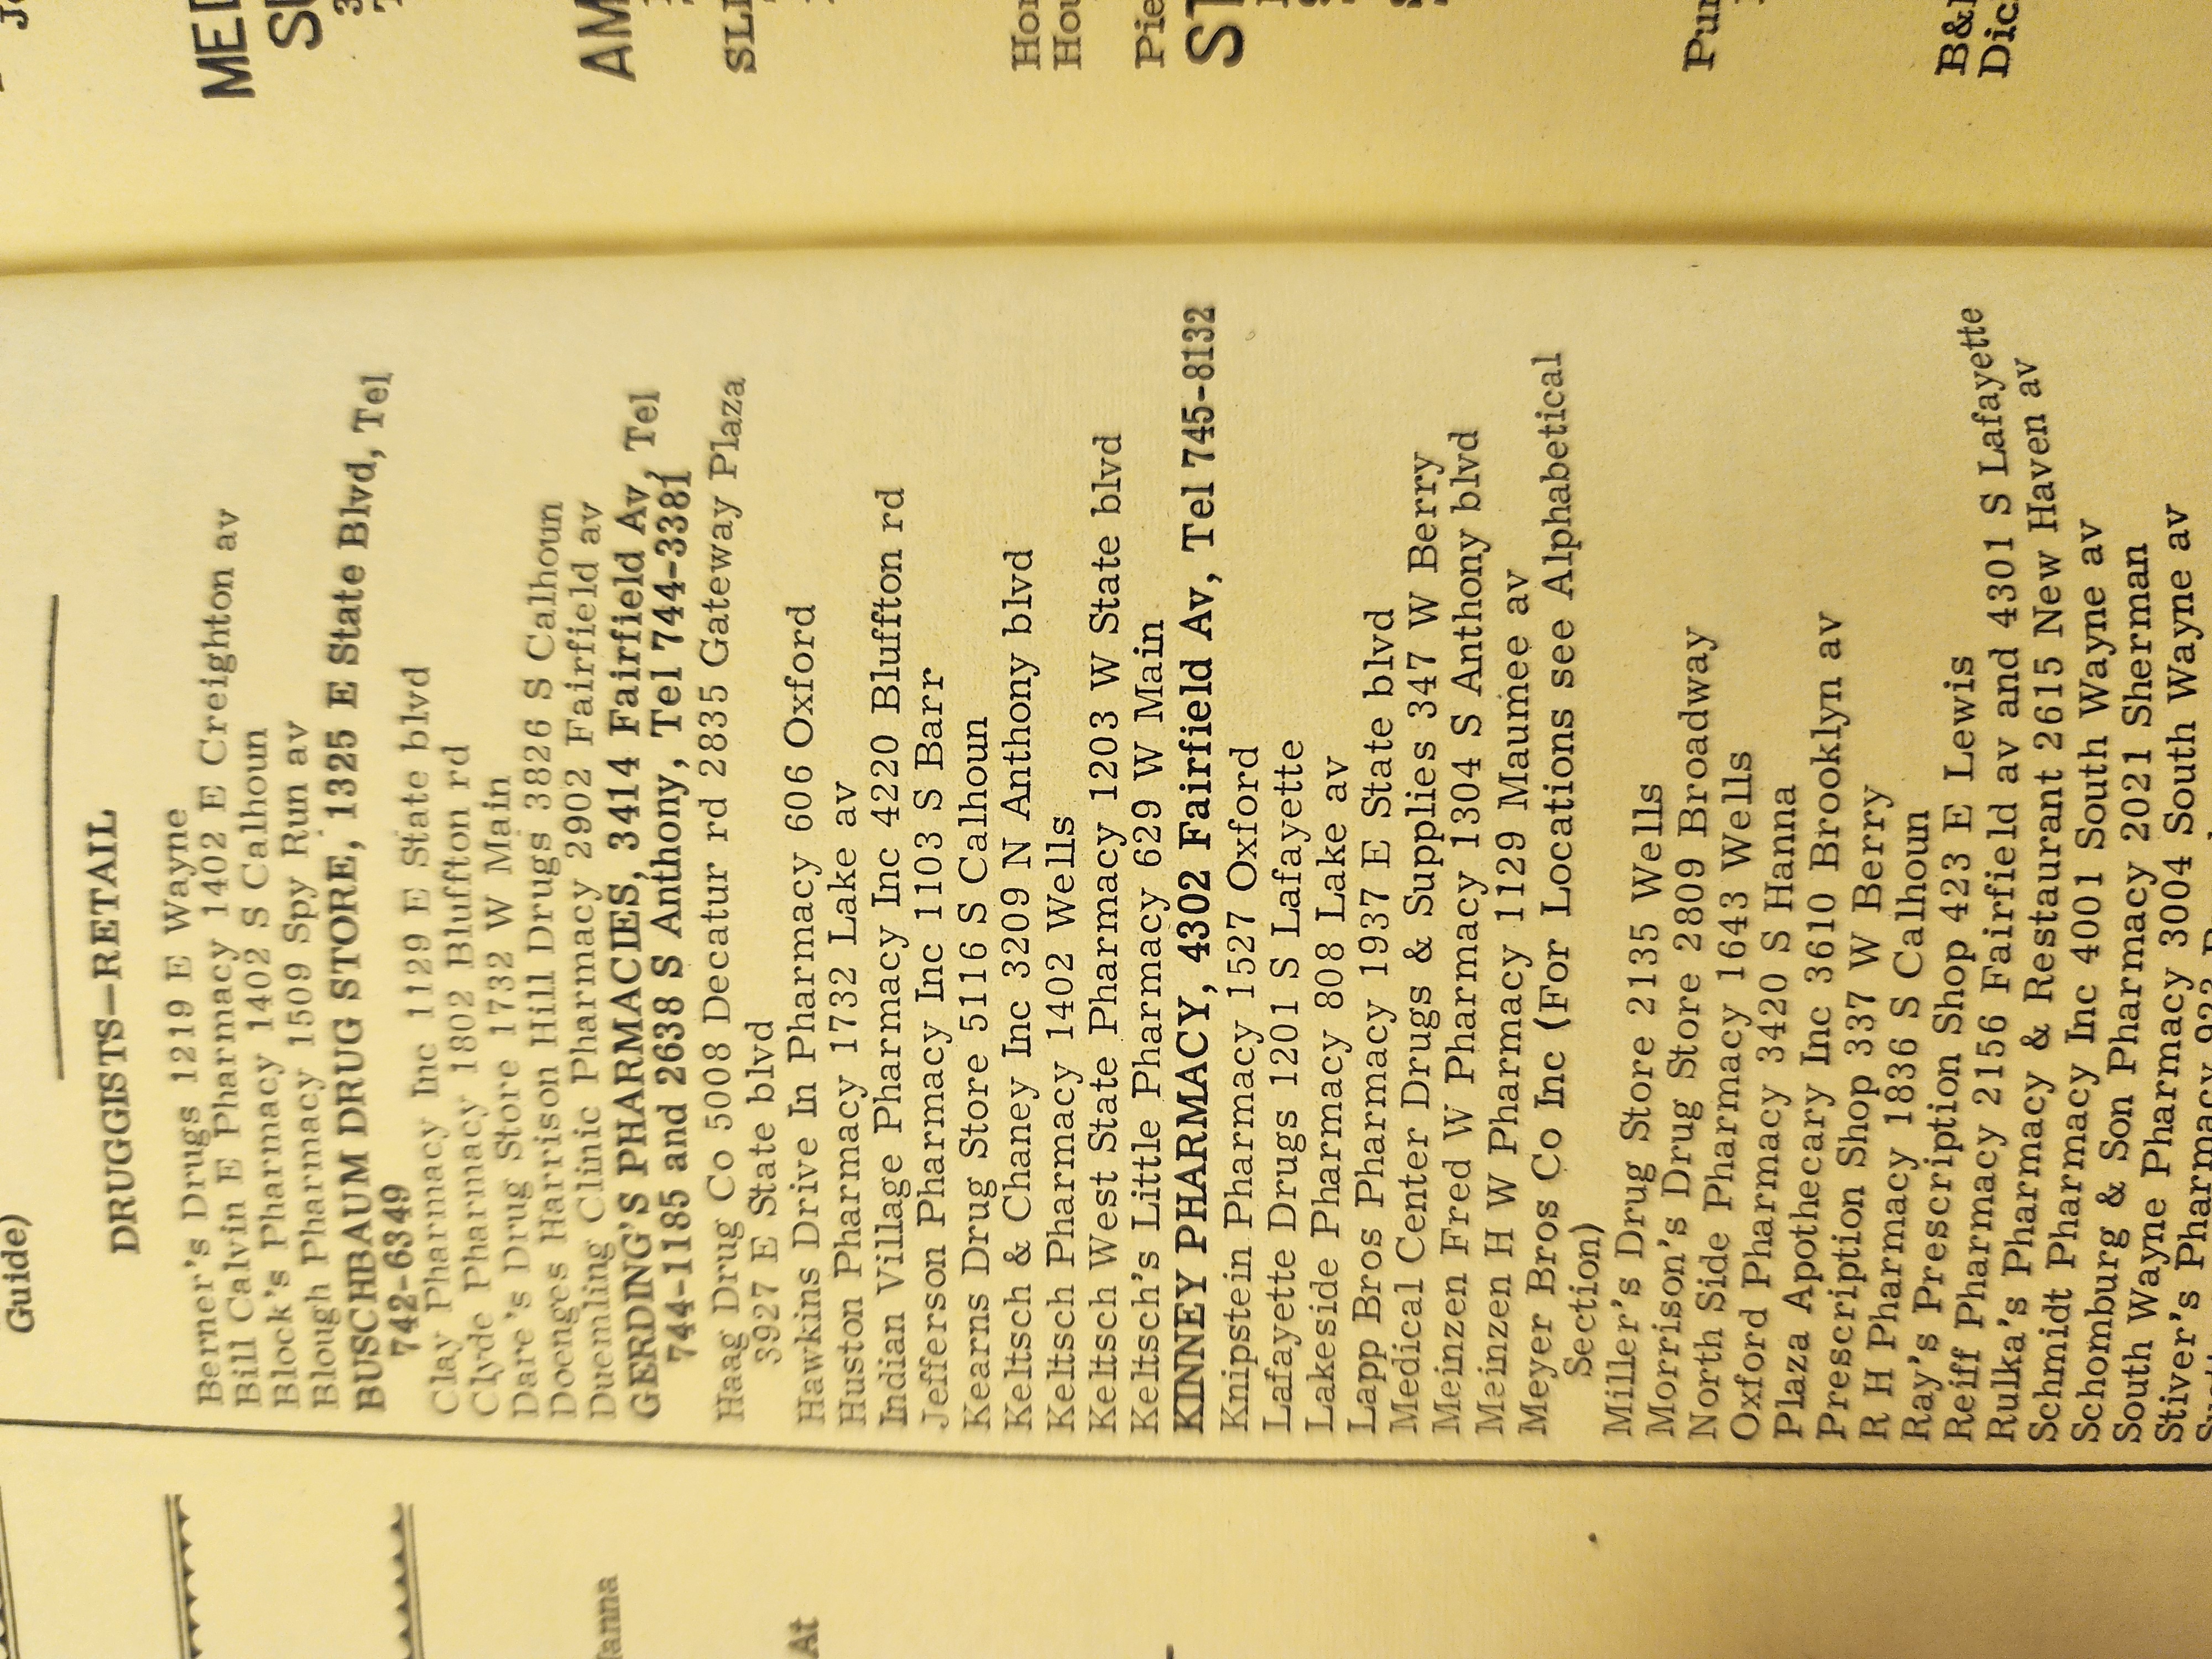 Guide)
DRUGGISTS—RETAIL
Berner's Drugs 1219 E Wayne
Bill Calvin E Pharmacy 1402 E Creighton av
Block's Pharmacy 1402 S Calhoun
Blough Pharmacy 1509 Spy Run av
BUSCHBAUM DRUG STORE, 1325 E State Blvd, Tel
742-6349
Clay Pharmacy Inc 1129 E State blvd
Clyde Pharmacy 1802 Bluffton rd
Dare's Drug Store 1732 W Main
Doenges Harrison Hill Drugs 3826 S Calhoun
Duemling Clinic Pharmacy 2902 Fairfield av
GERDING'S PHARMACIES, 3414 Fairfield Av, Tel
744-1185 and 2638 S Anthony, Tel 744-3381
Haag Drug Co 5008 Decatur rd 2835 Gateway Plaza
3927 E State blvd
Hawkins Drive In Pharmacy 606 Oxford
Huston Pharmacy 1732 Lake av
Indian Village Pharmacy Inc 4220 Bluffton rd
Jefferson Pharmacy Inc 1103 S Barr
Kearns Drug Store 5116 S Calhoun
Keltsch & Chaney Inc 3209 N Anthony blvd
Keltsch Pharmacy 1402 Wells
Keltsch West State Pharmacy 1203 W State blvd
Keltsch's Little Pharmacy 629 W Main
KINNEY PHARMACY, 4302 Fairfield Av, Tel 745-8132
Knipstein Pharmacy 1527 Oxford
Lafayette Drugs 1201 S Lafayette
Lakeside Pharmacy 808 Lake av
Lapp Bros Pharmacy 1937 E State blvd
Medical Center Drugs & Supplies 347 W Berry
Meinzen Fred W Pharmacy 1304 S Anthony blvd
Meinzen H W Pharmacy 1129 Maumee av
Meyer Bros Co Inc (For Locations see Alphabetical
Section)
Miller's Drug Store 2135 Wells
Morrison's Drug Store 2809 Broadway
North Side Pharmacy 1643 Wells
Oxford Pharmacy 3420 S Hanna
Plaza Apothecary Inc 3610 Brooklyn av
Prescription Shop 337 W Berry
R H Pharmacy 1836 S Calhoun
Ray's Prescription Shop 423 E Lewis
Reiff Pharmacy 2156 Fairfield av and 4301 S Lafayette
Rulka's Pharmacy & Restaurant 2615 New Haven av
Schmidt Pharmacy Inc 4001 South Wayne av
Schomburg & Son Pharmacy 2021 Sherman
South Wayne Pharmacy 3004 South Wayne av
Stiver's Pharmacy 923
At
MED
AM
SLI
Hor
Hou
Pie
ST
Pur
B&
Dic